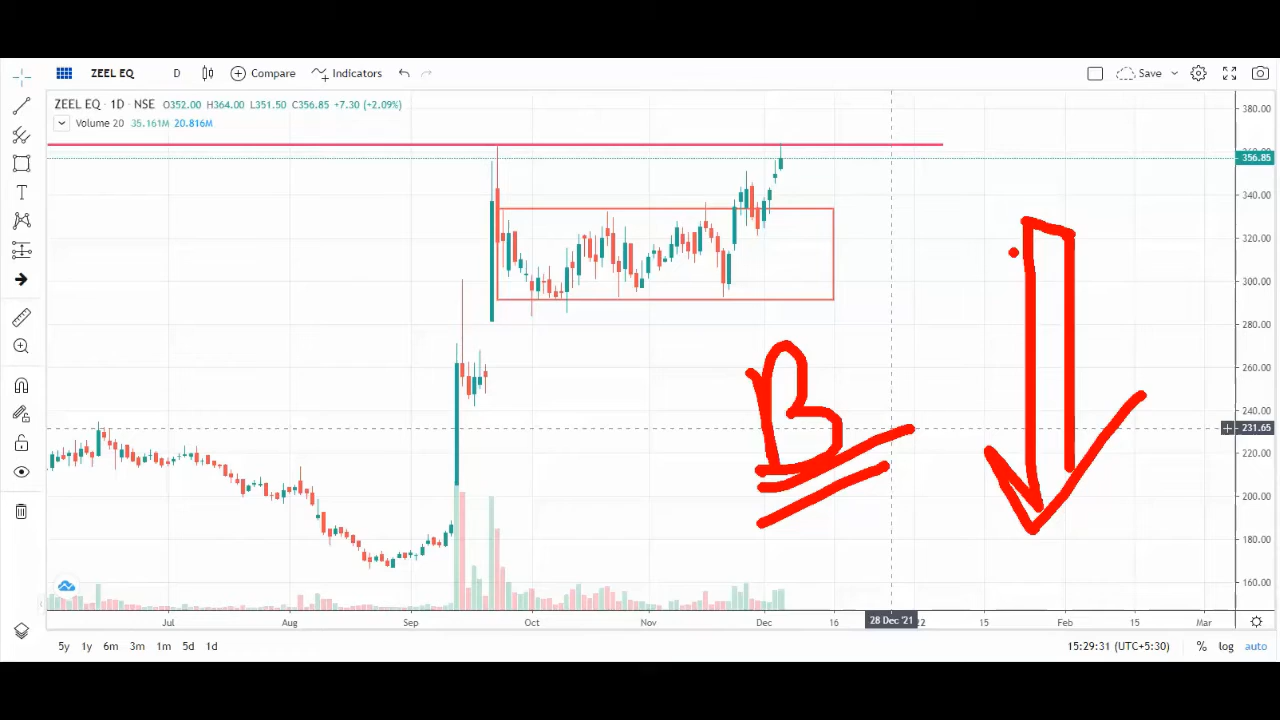 ZEEL EQ D Compare Indicators Save
ZEEL EQ · 1D · NSE O352.00 H364.00 L351.50 C356.85 +7.30 (+2.09%)
Volume 20 35.161M 20.816M
380.00
356.85
340.00
320.00
300.00
280.00
260.00
240.00
231.65
220.00
200.00
180.00
160.00
B
Jul Aug Sep Oct Nov Dec 16 28 Dec '21 22 15 Feb 15 Mar
5y 1y 6m 3m 1m 5d 1d 15:29:31 (UTC+5:30) % log auto